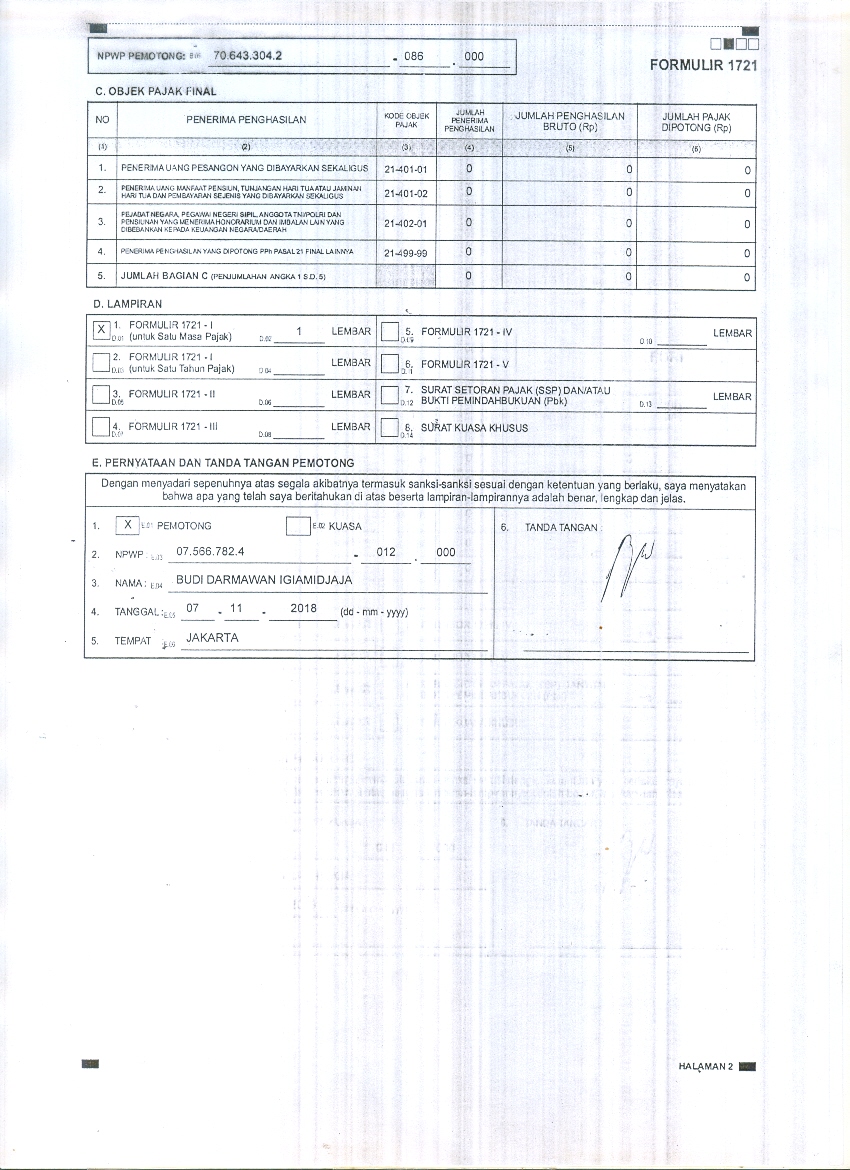 NPWP PEMOTONG: 70.643.304.2 - 086 . 000
FORMULIR 1721
C. OBJEK PAJAK FINAL
NO PENERIMA PENGHASILAN KODE OBJEK PAJAK JUMLAH PENERIMA PENGHASILAN JUMLAH PENGHASILAN BRUTO (Rp) JUMLAH PAJAK DIPOTONG (Rp)
(1) (2) (3) (4) (5) (6)
1. PENERIMA UANG PESANGON YANG DIBAYARKAN SEKALIGUS 21-401-01 0 0 0
2. PENERIMA UANG MANFAAT PENSIUN, TUNJANGAN HARI TUA ATAU JAMINAN
HARI TUA DAN PEMBAYARAN SEJENIS YANG DIBAYARKAN SEKALIGUS 21-401-02 0 0 0
3. PEJABAT NEGARA, PEGAWAI NEGERI SIPIL, ANGGOTA TNI/POLRI DAN
PENSIUNAN YANG MENERIMA HONORARIUM DAN IMBALAN LAIN YANG
DIBEBANKAN KEPADA KEUANGAN NEGARA/DAERAH 21-402-01 0 0 0
4. PENERIMA PENGHASILAN YANG DIPOTONG PPh PASAL 21 FINAL LAINNYA 21-499-99 0 0 0
5. JUMLAH BAGIAN C (PENJUMLAHAN ANGKA 1 S.D. 5) 0 0 0
D. LAMPIRAN
X 1. FORMULIR 1721 - I
D.01 (untuk Satu Masa Pajak) D.02 1 LEMBAR
2. FORMULIR 1721 - I
D.03 (untuk Satu Tahun Pajak) D.04 LEMBAR
3. FORMULIR 1721 - II
D.05 D.06 LEMBAR
4. FORMULIR 1721 - III
D.07 D.08 LEMBAR
5. FORMULIR 1721 - IV
D.09 D.10 LEMBAR
6. FORMULIR 1721 - V
D.11
7. SURAT SETORAN PAJAK (SSP) DAN/ATAU
D.12 BUKTI PEMINDAHBUKUAN (Pbk) D.13 LEMBAR
8. SURAT KUASA KHUSUS
D.14
E. PERNYATAAN DAN TANDA TANGAN PEMOTONG
Dengan menyadari sepenuhnya atas segala akibatnya termasuk sanksi-sanksi sesuai dengan ketentuan yang berlaku, saya menyatakan
bahwa apa yang telah saya beritahukan di atas beserta lampiran-lampirannya adalah benar, lengkap dan jelas.
1. X E.01 PEMOTONG E.02 KUASA
2. NPWP : E.03 07.566.782.4 - 012 . 000
3. NAMA : E.04 BUDI DARMAWAN IGIAMIDJAJA
4. TANGGAL : E.05 07 - 11 - 2018 (dd - mm - yyyy)
5. TEMPAT E.06 JAKARTA
6. TANDA TANGAN :
HALAMAN 2